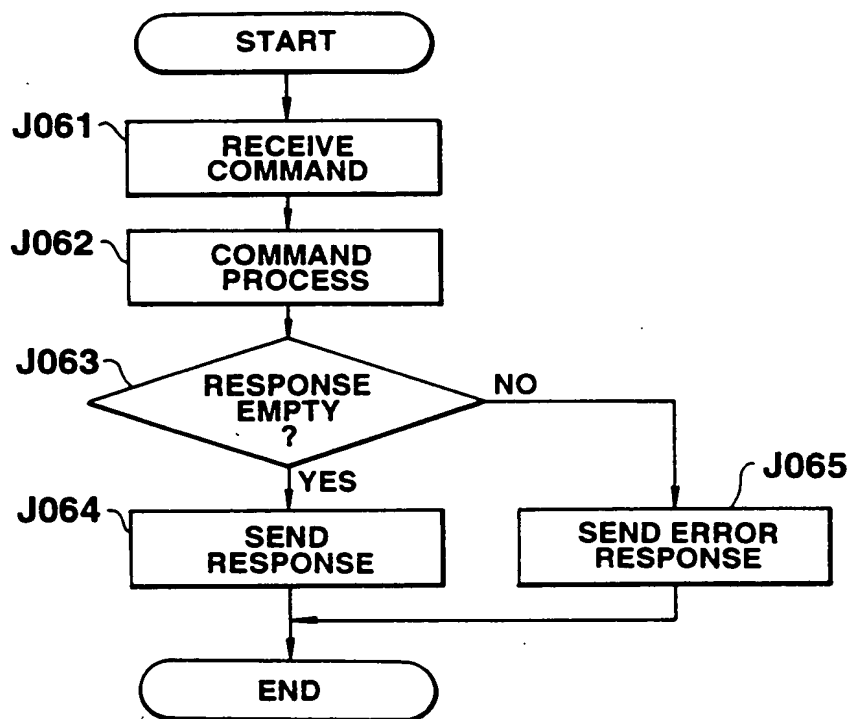 START
J061
RECEIVE
COMMAND
J062
COMMAND
PROCESS
J063
RESPONSE
EMPTY
?
NO
YES
J064
SEND
RESPONSE
J065
SEND ERROR
RESPONSE
END